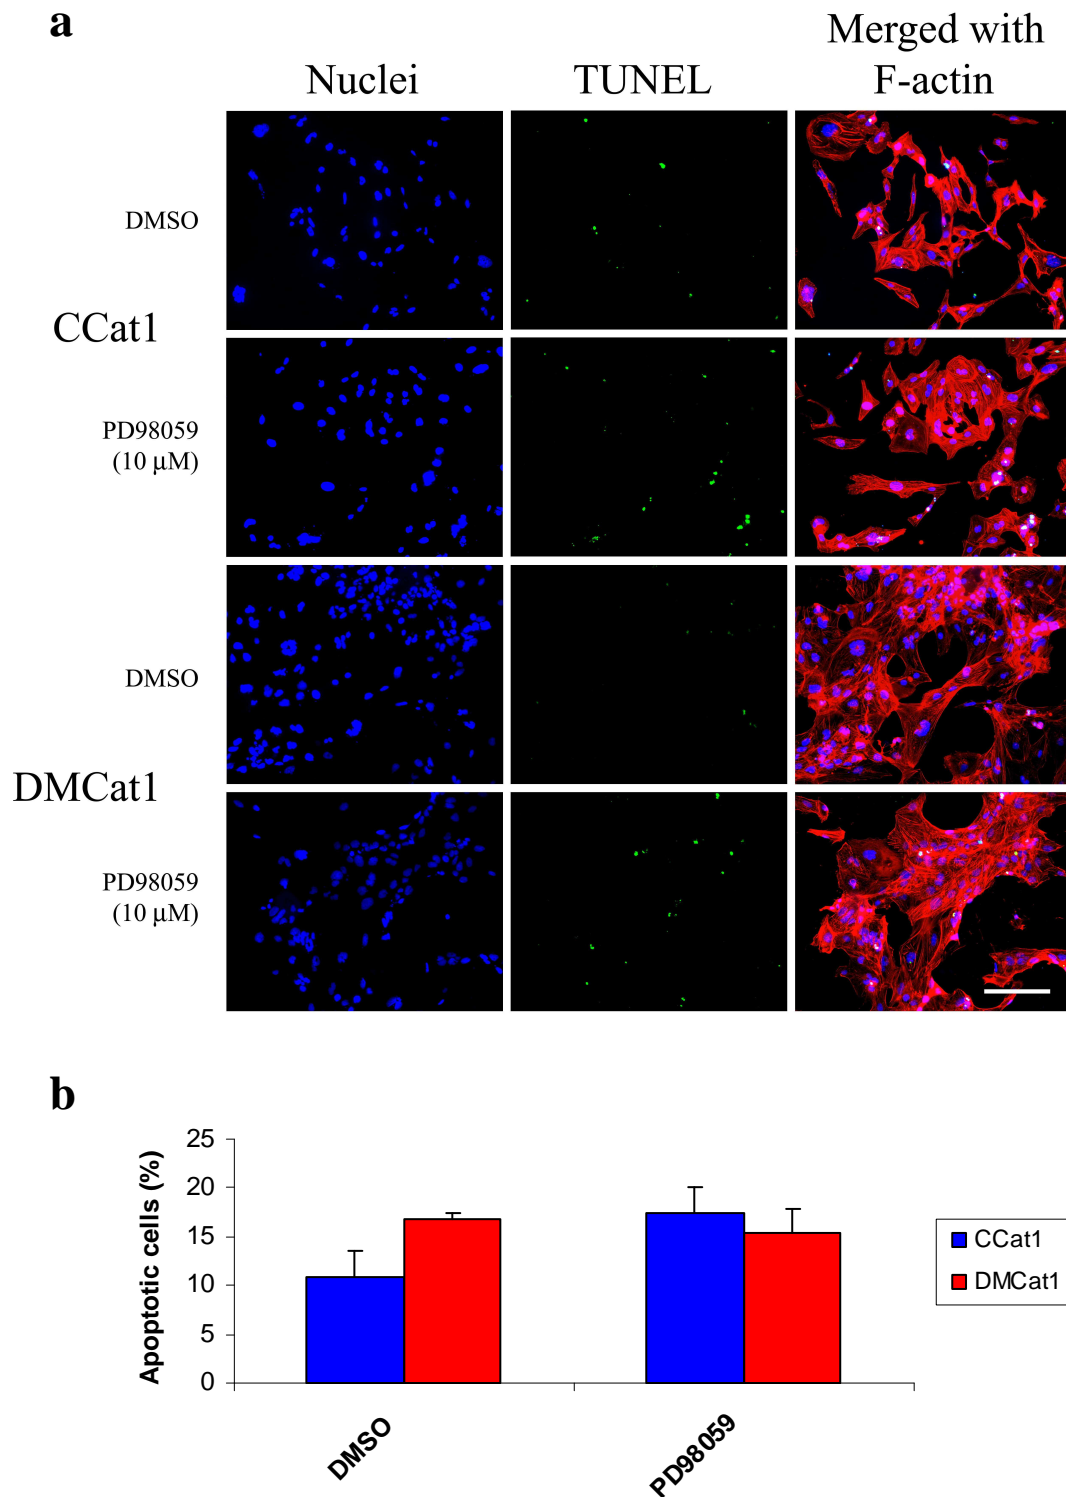 a
Nuclei
TUNEL
Merged with
F-actin
DMSO
CCat1
PD98059
(10 μM)
DMSO
DMCat1
PD98059
(10 μM)
b
Apoptotic cells (%)
25
20
15
10
5
0
DMSO
PD98059
CCat1
DMCat1